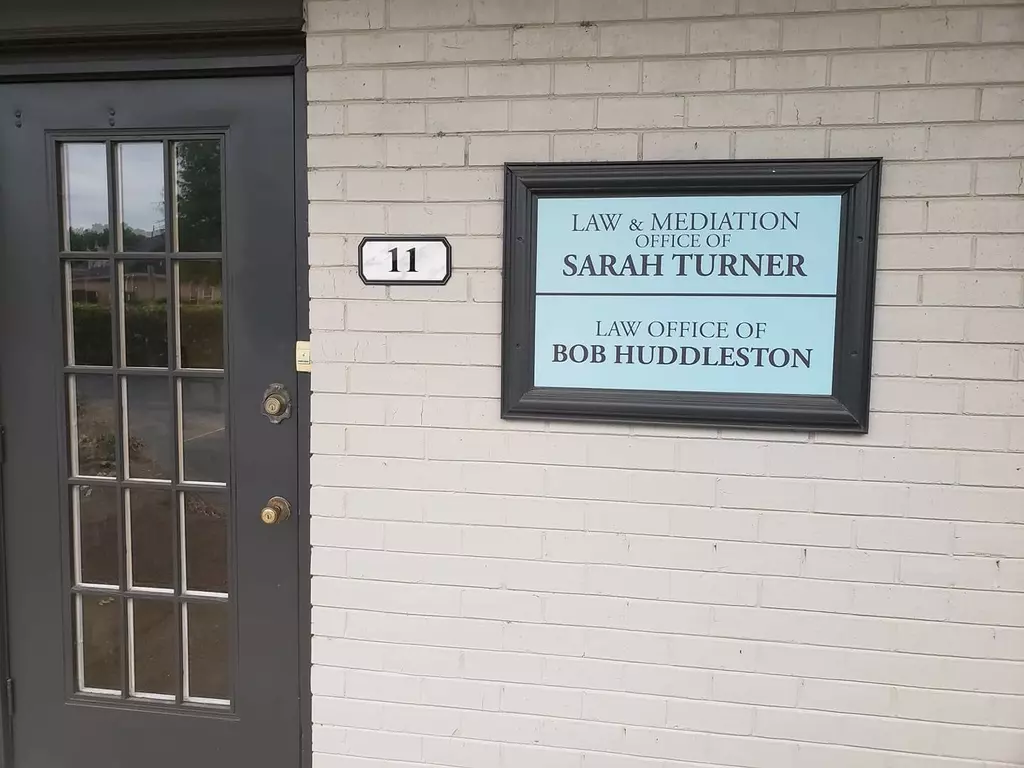 11
LAW & MEDIATION
OFFICE OF
SARAH TURNER
LAW OFFICE OF
BOB HUDDLESTON